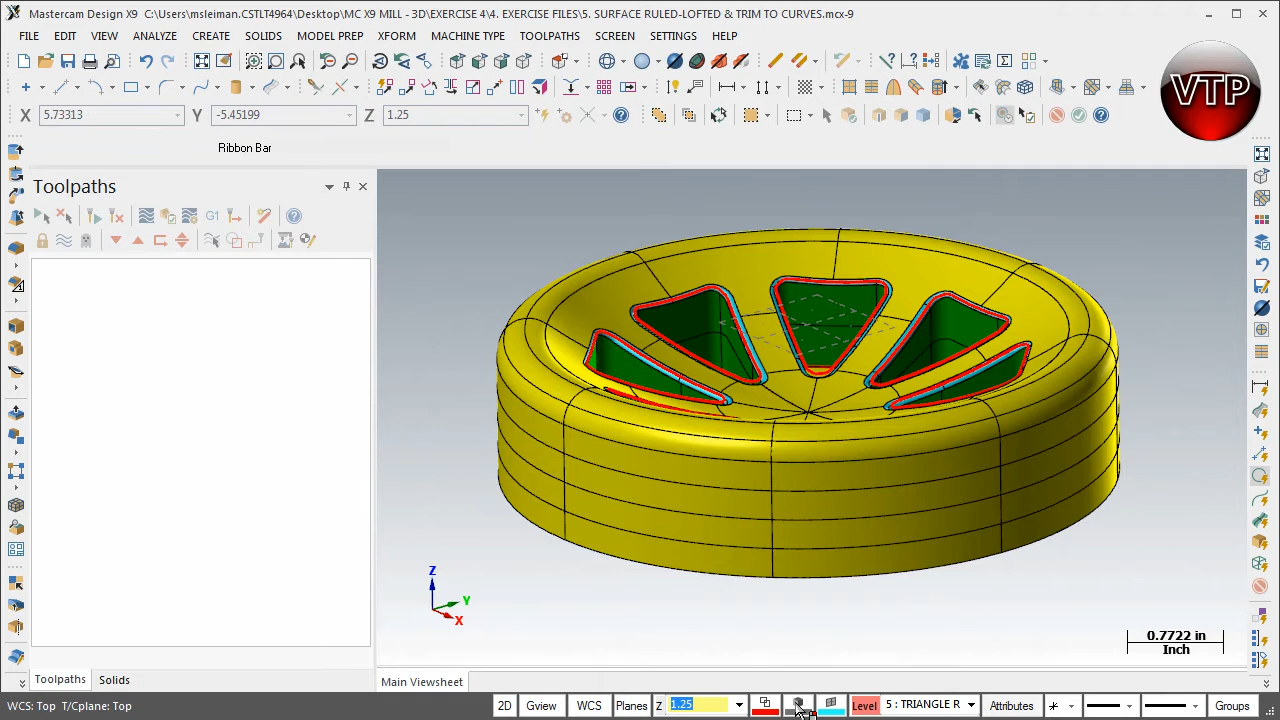 Mastercam Design X9 C:\Users\msleiman.CSTLT4964\Desktop\MC X9 MILL - 3D\EXERCISE 4\4. EXERCISE FILES\5. SURFACE RULED-LOFTED & TRIM TO CURVES.mcx-9
FILE EDIT VIEW ANALYZE CREATE SOLIDS MODEL PREP XFORM MACHINE TYPE TOOLPATHS SCREEN SETTINGS HELP
VTP
X 5.73313 Y -5.45199 Z 1.25
Ribbon Bar
Toolpaths
G1
Z
Y
X
0.7722 in
Inch
Toolpaths Solids
Main Viewsheet
WCS: Top T/Cplane: Top 2D Gview WCS Planes Z 1.25 Level 5 : TRIANGLE R Attributes Groups